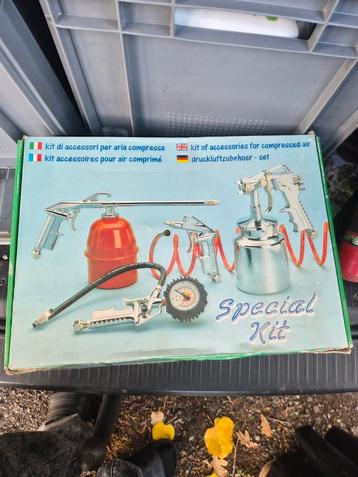 kit di accessori per aria compressa
kit accessoires pour air comprimé
kit of accessories for compressed air
druckluftzubehoer - set
Special
Kit